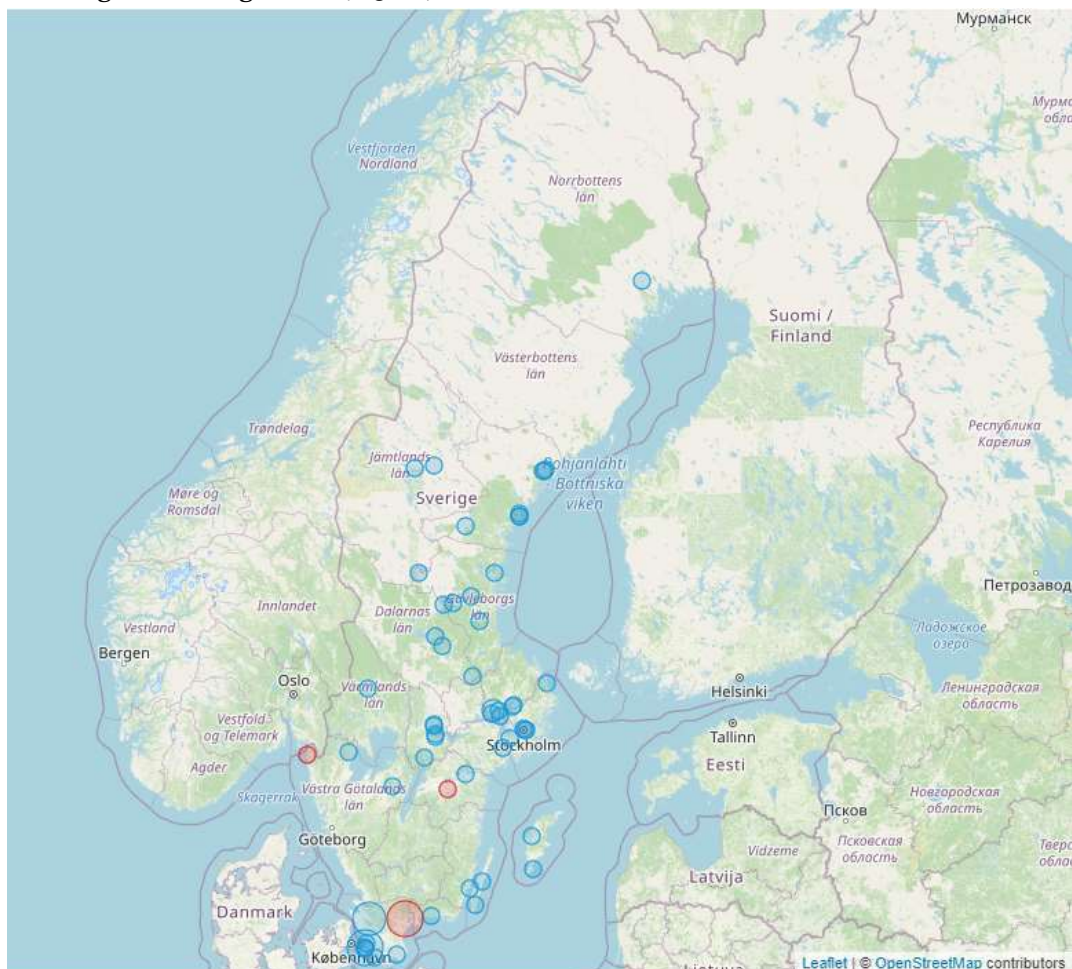 Мурманск
Vestfjorden
Nordland
Norrbottens
län
Suomi /
Finland
Västerbottens
län
Trøndelag
Республика
Карелия
Jämtlands
län
Pohjanlahti
- Bottniska
viken
Sverige
Møre og
Romsdal
Петрозавод
Innlandet
Gävleborgs
län
Dalarnas
län
Ладожское
озеро
Vestland
Bergen
Oslo
Helsinki
Värmlands
län
Ленинградская
область
Vestfold
og Telemark
Tallinn
Stockholm
Agder
Eesti
Västra Götalands
län
Новгородская
область
Skagerrak
Псков
Göteborg
Псковская
область
Vidzeme
Latvija
Danmark
København
Leaflet | © OpenStreetMap contributors